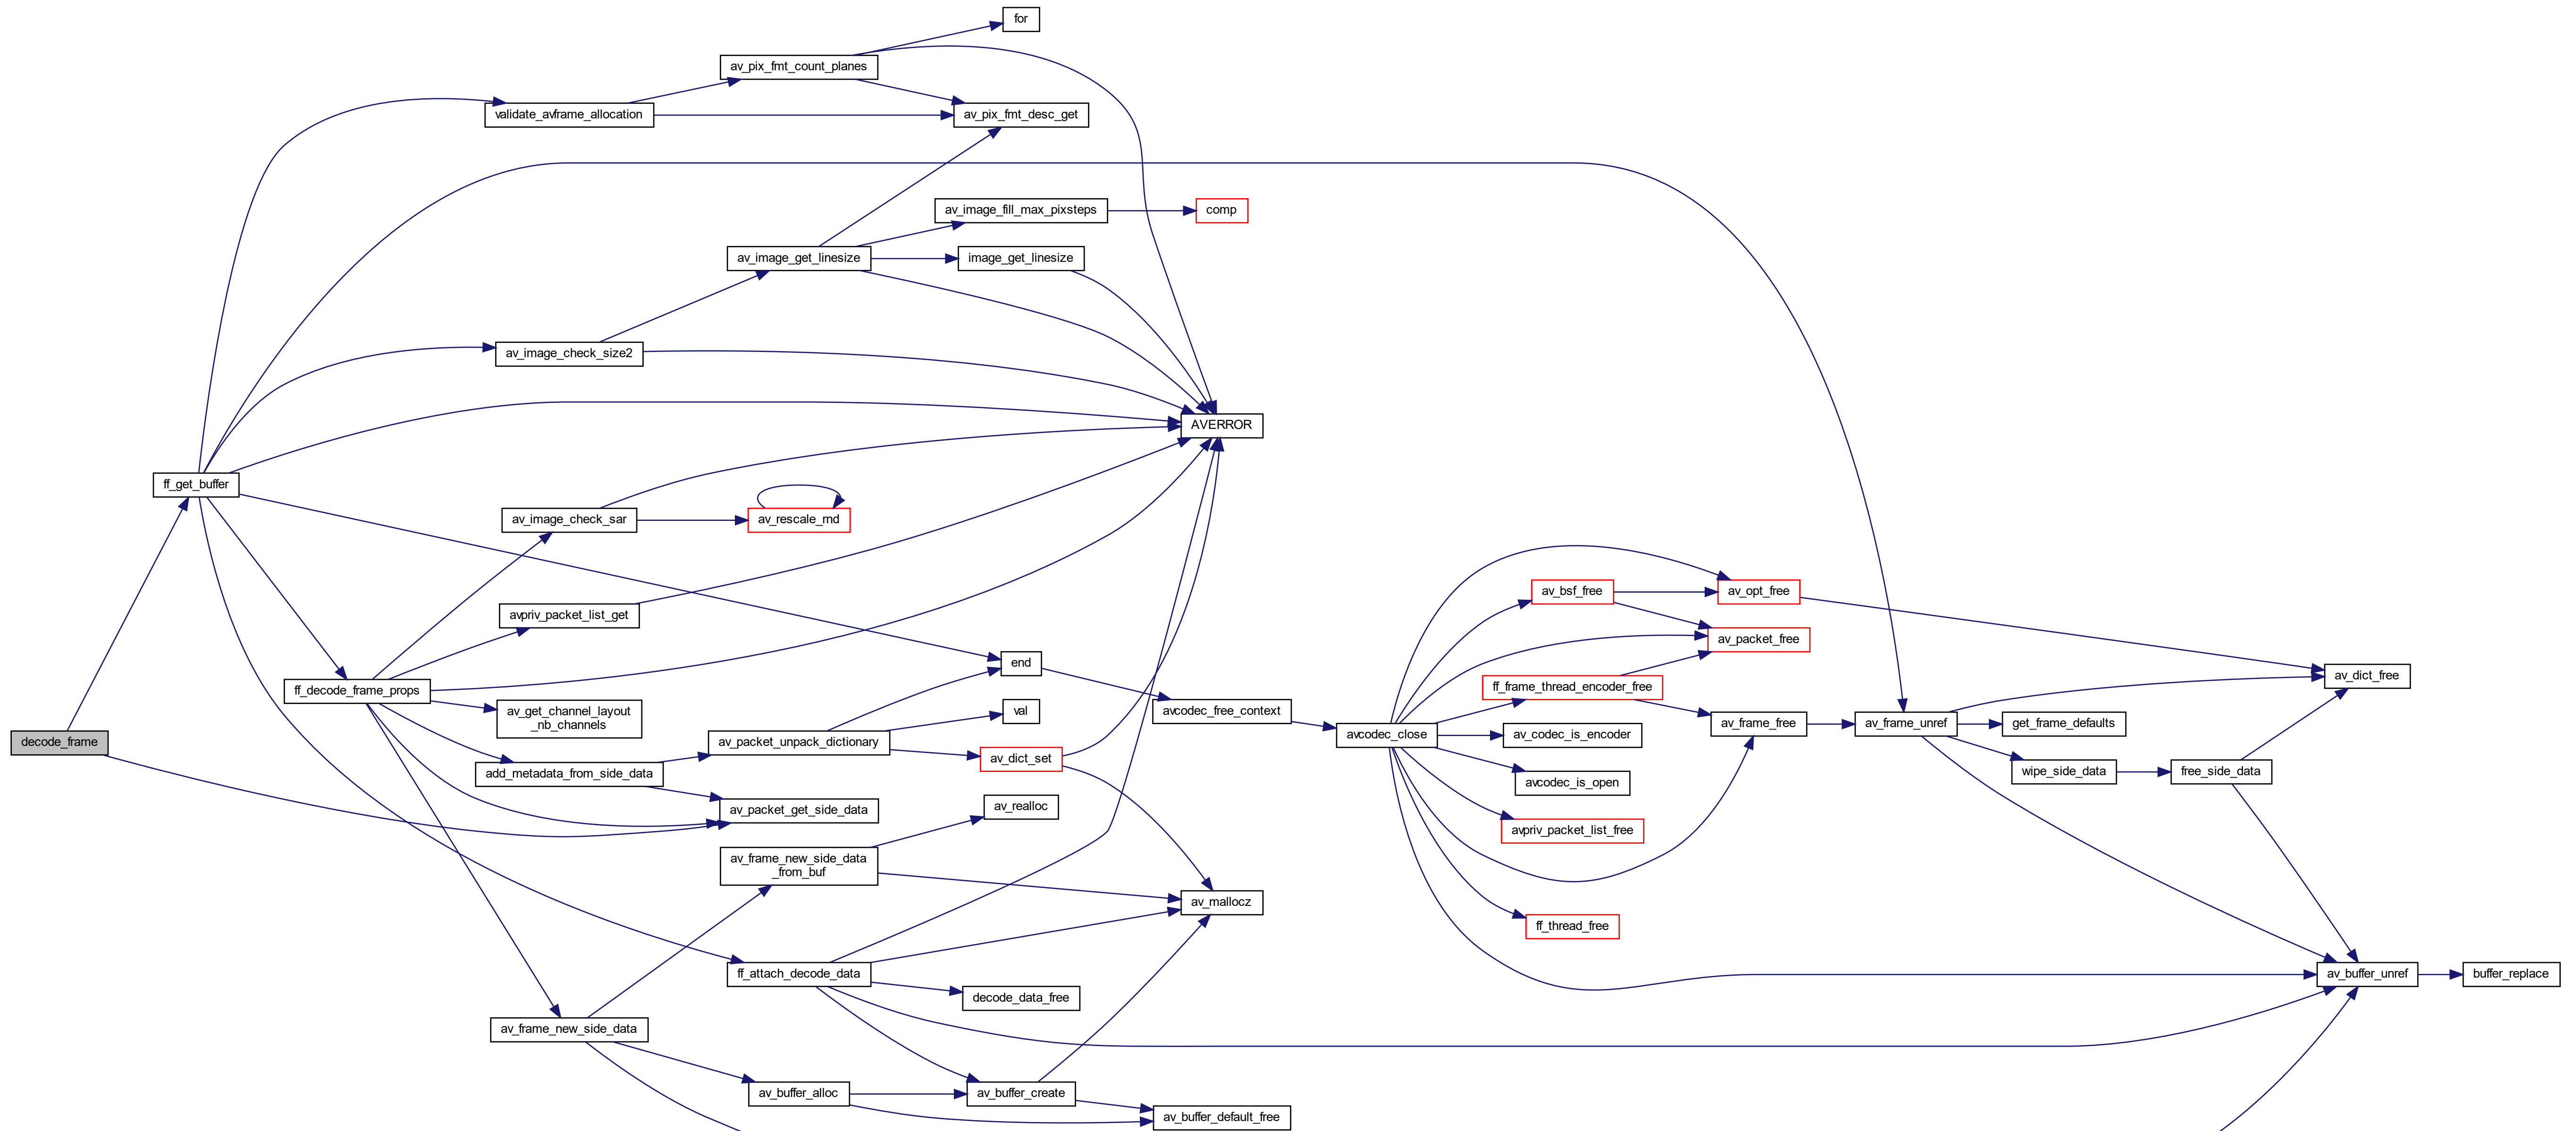 for
av_pix_fmt_count_planes
validate_avframe_allocation
av_pix_fmt_desc_get
av_image_fill_max_pixsteps
comp
av_image_get_linesize
image_get_linesize
av_image_check_size2
AVERROR
ff_get_buffer
av_image_check_sar
av_rescale_rnd
avpriv_packet_list_get
av_bsf_free
av_opt_free
av_packet_free
end
av_dict_free
ff_decode_frame_props
ff_frame_thread_encoder_free
av_get_channel_layout
_nb_channels
val
avcodec_free_context
av_frame_free
av_frame_unref
get_frame_defaults
decode_frame
av_packet_unpack_dictionary
avcodec_close
av_codec_is_encoder
av_dict_set
add_metadata_from_side_data
wipe_side_data
free_side_data
avcodec_is_open
av_packet_get_side_data
av_realloc
avpriv_packet_list_free
av_frame_new_side_data
_from_buf
av_mallocz
ff_thread_free
ff_attach_decode_data
av_buffer_unref
buffer_replace
decode_data_free
av_frame_new_side_data
av_buffer_alloc
av_buffer_create
av_buffer_default_free